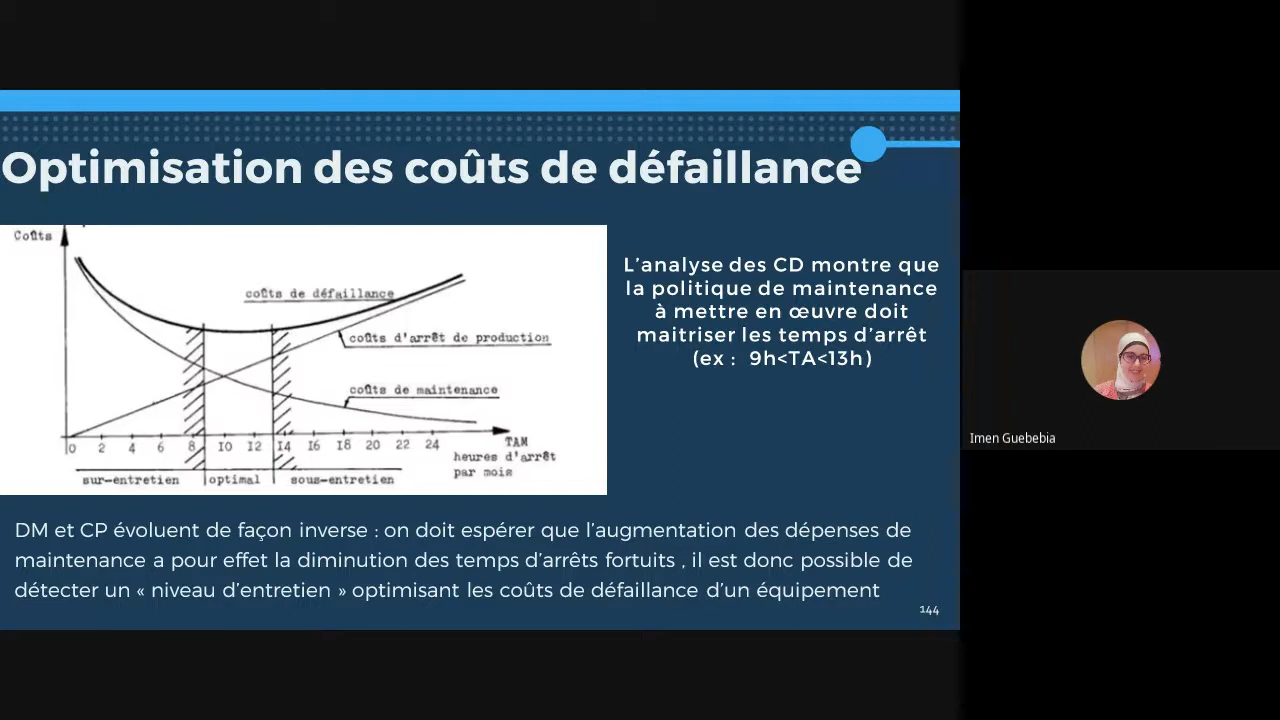 Optimisation des coûts de défaillance
Coûts
coûts de défaillance
coûts d'arrêt de production
coûts de maintenance
0 2 4 6 8 10 12 14 16 18 20 22 24
TAM
heures d'arrêt
par mois
sur-entretien optimal sous-entretien
L'analyse des CD montre que
la politique de maintenance
à mettre en œuvre doit
maitriser les temps d'arrêt
(ex : 9h<TA<13h)
DM et CP évoluent de façon inverse : on doit espérer que l'augmentation des dépenses de
maintenance a pour effet la diminution des temps d'arrêts fortuits , il est donc possible de
détecter un « niveau d'entretien » optimisant les coûts de défaillance d'un équipement
144
Imen Guebebia